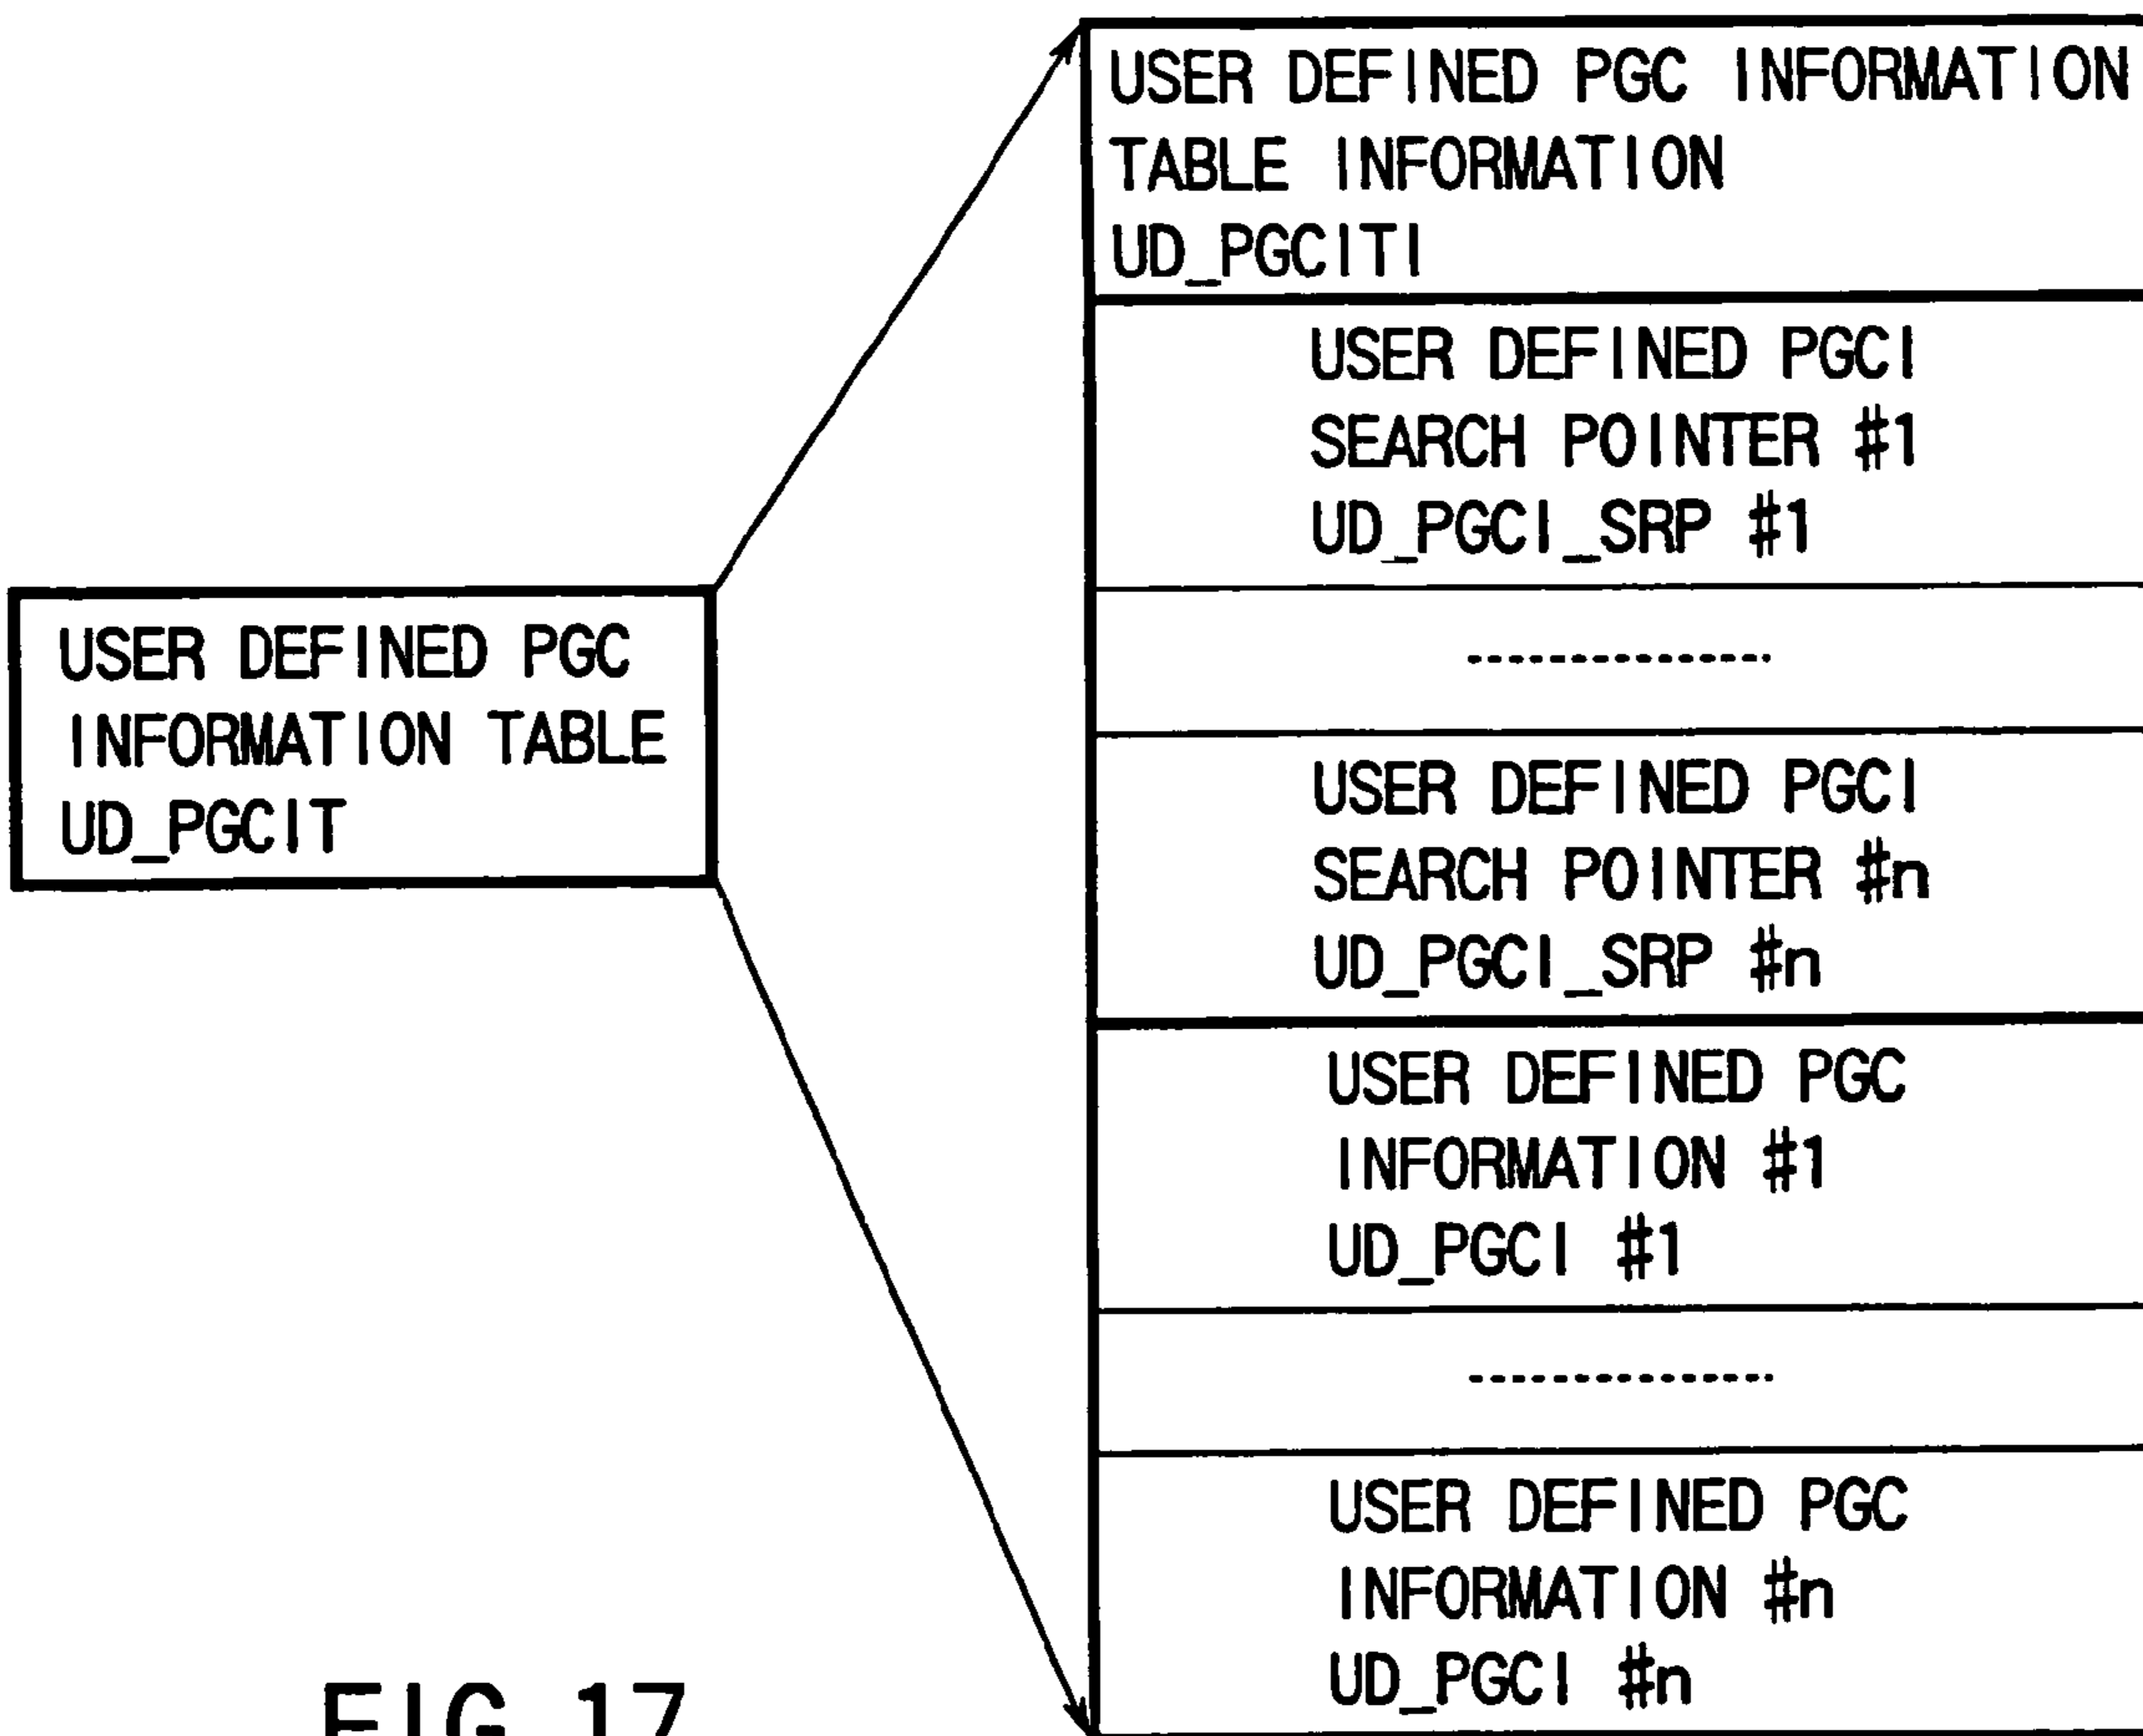 USER DEFINED PGC
INFORMATION TABLE
UD_PGCIT
USER DEFINED PGC INFORMATION
TABLE INFORMATION
UD_PGCITI
USER DEFINED PGCI
SEARCH POINTER #1
UD_PGCI_SRP #1
USER DEFINED PGCI
SEARCH POINTER #n
UD_PGCI_SRP #n
USER DEFINED PGC
INFORMATION #1
UD_PGCI #1
USER DEFINED PGC
INFORMATION #n
UD_PGCI #n
FIG. 17